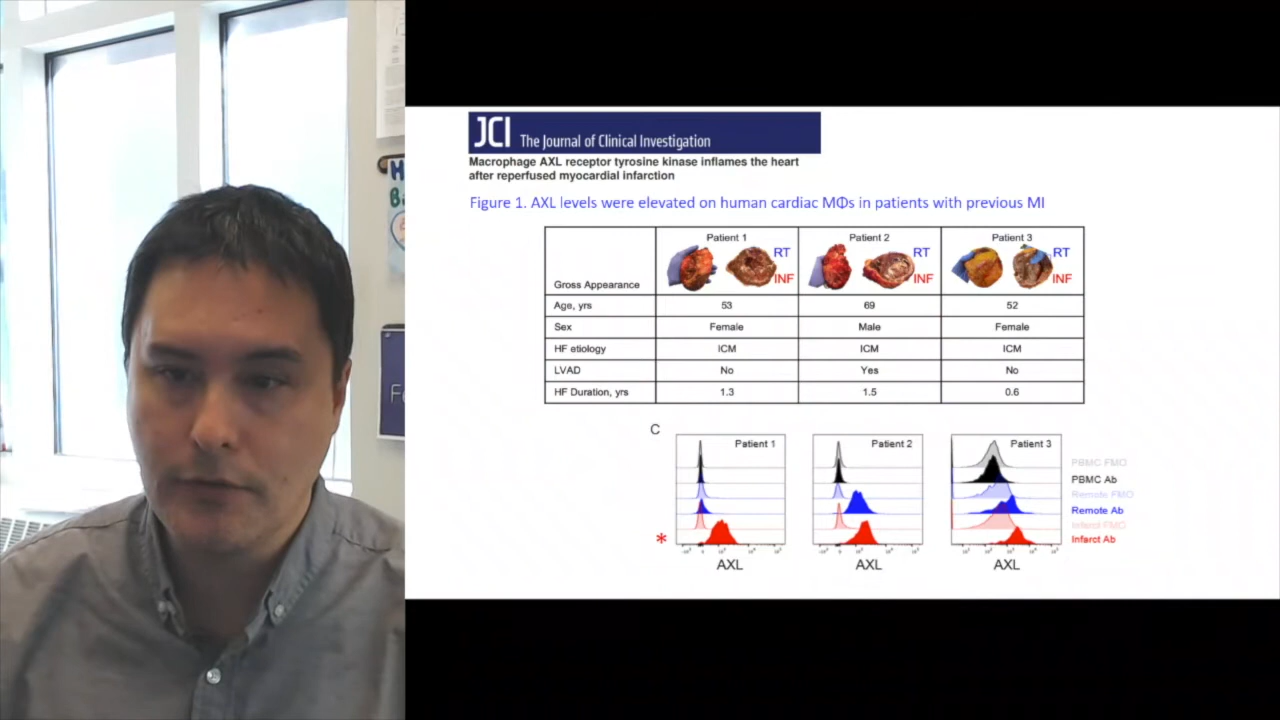 JCI The Journal of Clinical Investigation
Macrophage AXL receptor tyrosine kinase inflames the heart
after reperfused myocardial infarction
Figure 1. AXL levels were elevated on human cardiac MΦs in patients with previous MI
Patient 1 Patient 2 Patient 3
RT RT RT
INF INF INF
Gross Appearance
Age, yrs 53 69 52
Sex Female Male Female
HF etiology ICM ICM ICM
LVAD No Yes No
HF Duration, yrs 1.3 1.5 0.6
C
Patient 1 Patient 2 Patient 3
PBMC FMO
PBMC Ab
Remote FMO
Remote Ab
Infarct FMO
* Infarct Ab
AXL AXL AXL